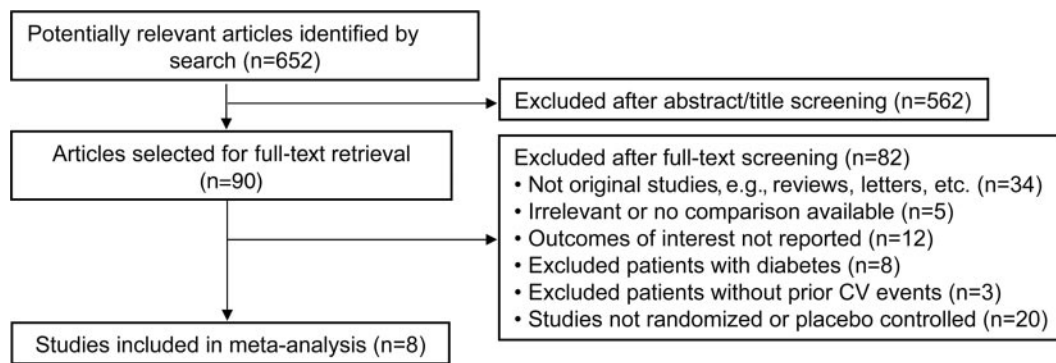 Potentially relevant articles identified by
search (n=652)
Excluded after abstract/title screening (n=562)
Articles selected for full-text retrieval
(n=90)
Excluded after full-text screening (n=82)
• Not original studies, e.g., reviews, letters, etc. (n=34)
• Irrelevant or no comparison available (n=5)
• Outcomes of interest not reported (n=12)
• Excluded patients with diabetes (n=8)
• Excluded patients without prior CV events (n=3)
• Studies not randomized or placebo controlled (n=20)
Studies included in meta-analysis (n=8)